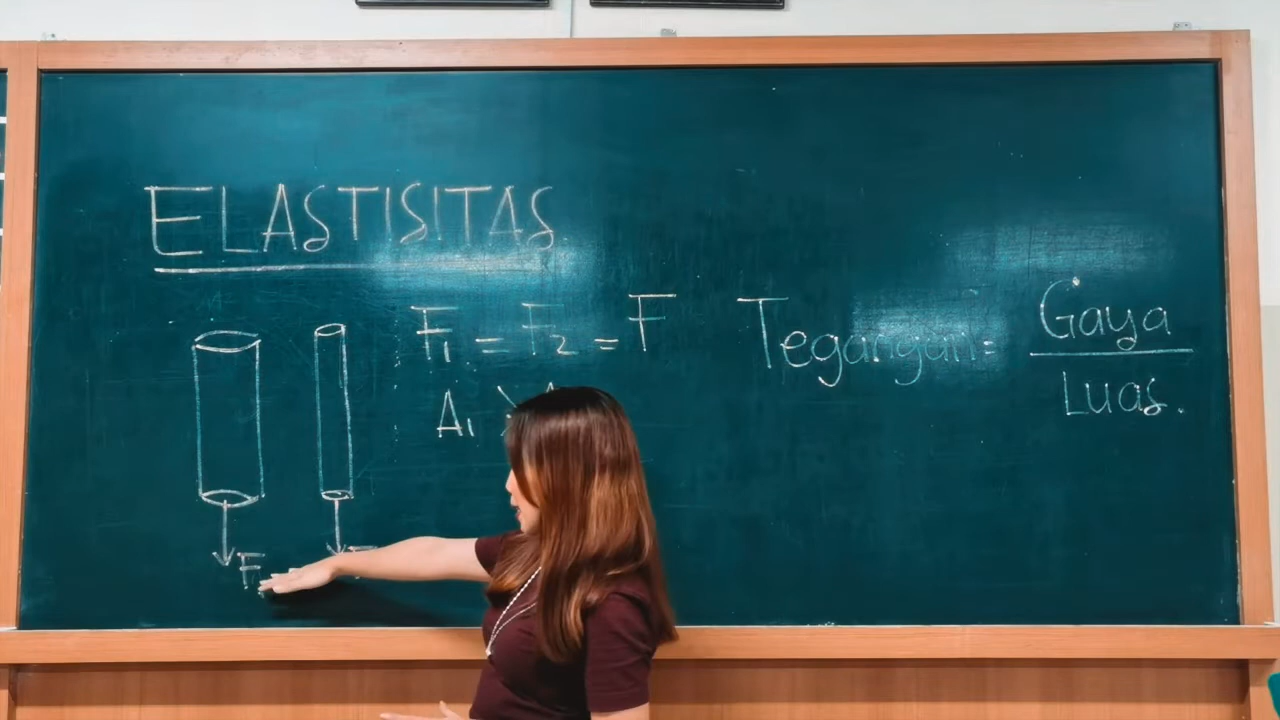 ELASTISITAS
F₁ = F₂ = F
A₁ >
Tegangan = Gaya
Luas.
F